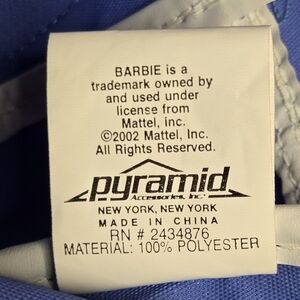 BARBIE is a
trademark owned by
and used under
license from
Mattel, Inc.
©2002 Mattel, Inc.
All Rights Reserved.
pyramid
Accessories, Inc.
NEW YORK, NEW YORK
MADE IN CHINA
RN # 2434876
MATERIAL: 100% POLYESTER